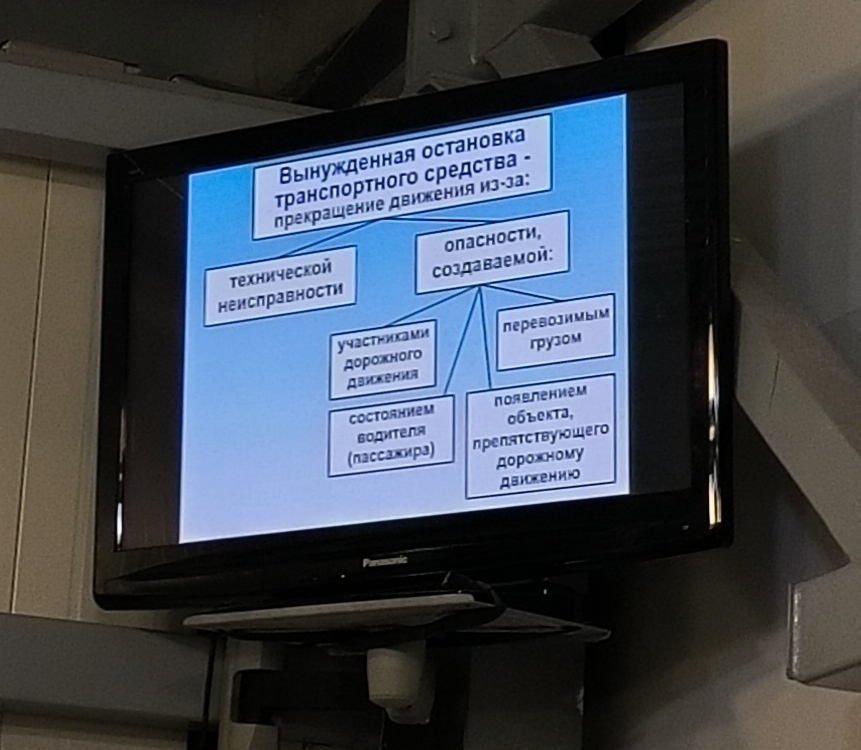 Вынужденная остановка
транспортного средства -
прекращение движения из-за:
технической
неисправности
опасности,
создаваемой:
участниками
дорожного
движения
перевозимым
грузом
состоянием
водителя
(пассажира)
появлением
объекта,
препятствующего
дорожному
движению
Panasonic